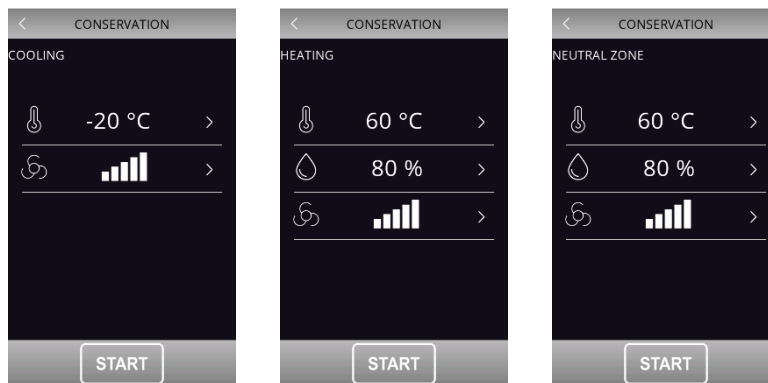 CONSERVATION
COOLING
-20 °C
START
CONSERVATION
HEATING
60 °C
80 %
START
CONSERVATION
NEUTRAL ZONE
60 °C
80 %
START